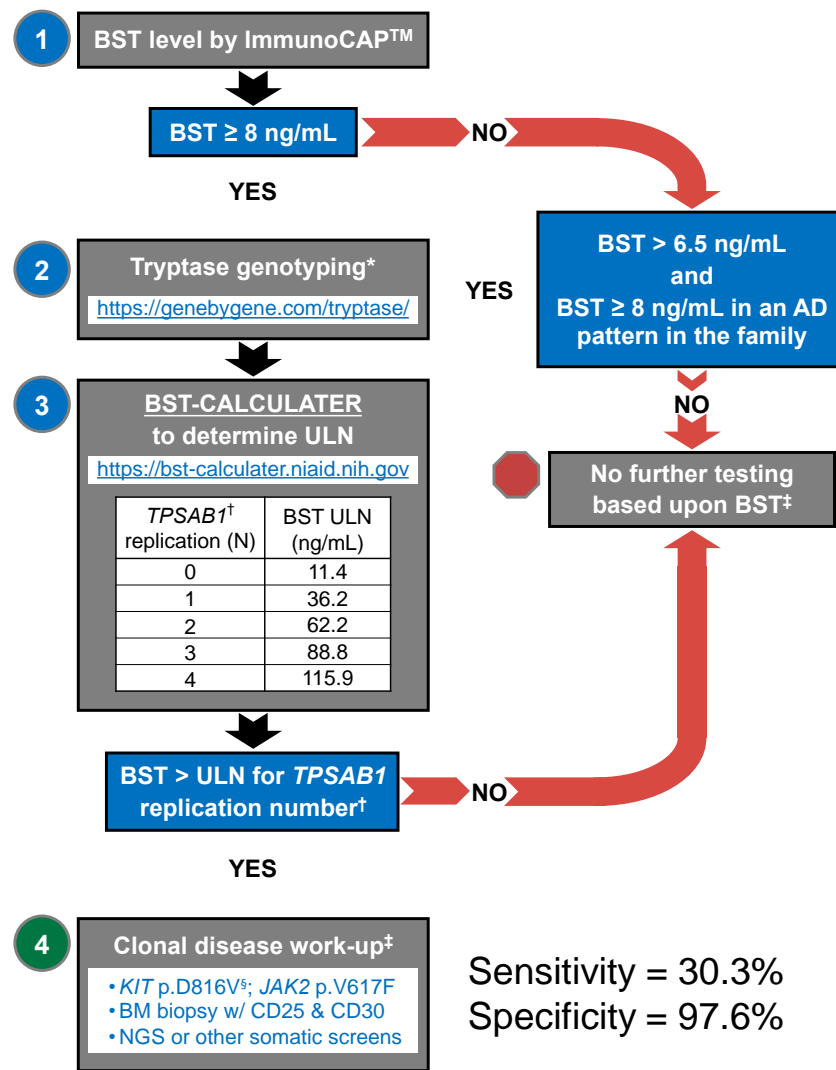 1
BST level by ImmunoCAP™
BST ≥ 8 ng/mL
NO
YES
BST > 6.5 ng/mL
and
BST ≥ 8 ng/mL in an AD
pattern in the family
YES
NO
No further testing
based upon BST‡
2
Tryptase genotyping*
https://genebygene.com/tryptase/
3
BST-CALCULATER
to determine ULN
https://bst-calculater.niaid.nih.gov
TPSAB1† replication (N) BST ULN (ng/mL)
0 11.4
1 36.2
2 62.2
3 88.8
4 115.9
BST > ULN for TPSAB1
replication number†
NO
YES
4
Clonal disease work-up‡
• KIT p.D816V§; JAK2 p.V617F
• BM biopsy w/ CD25 & CD30
• NGS or other somatic screens
Sensitivity = 30.3%
Specificity = 97.6%